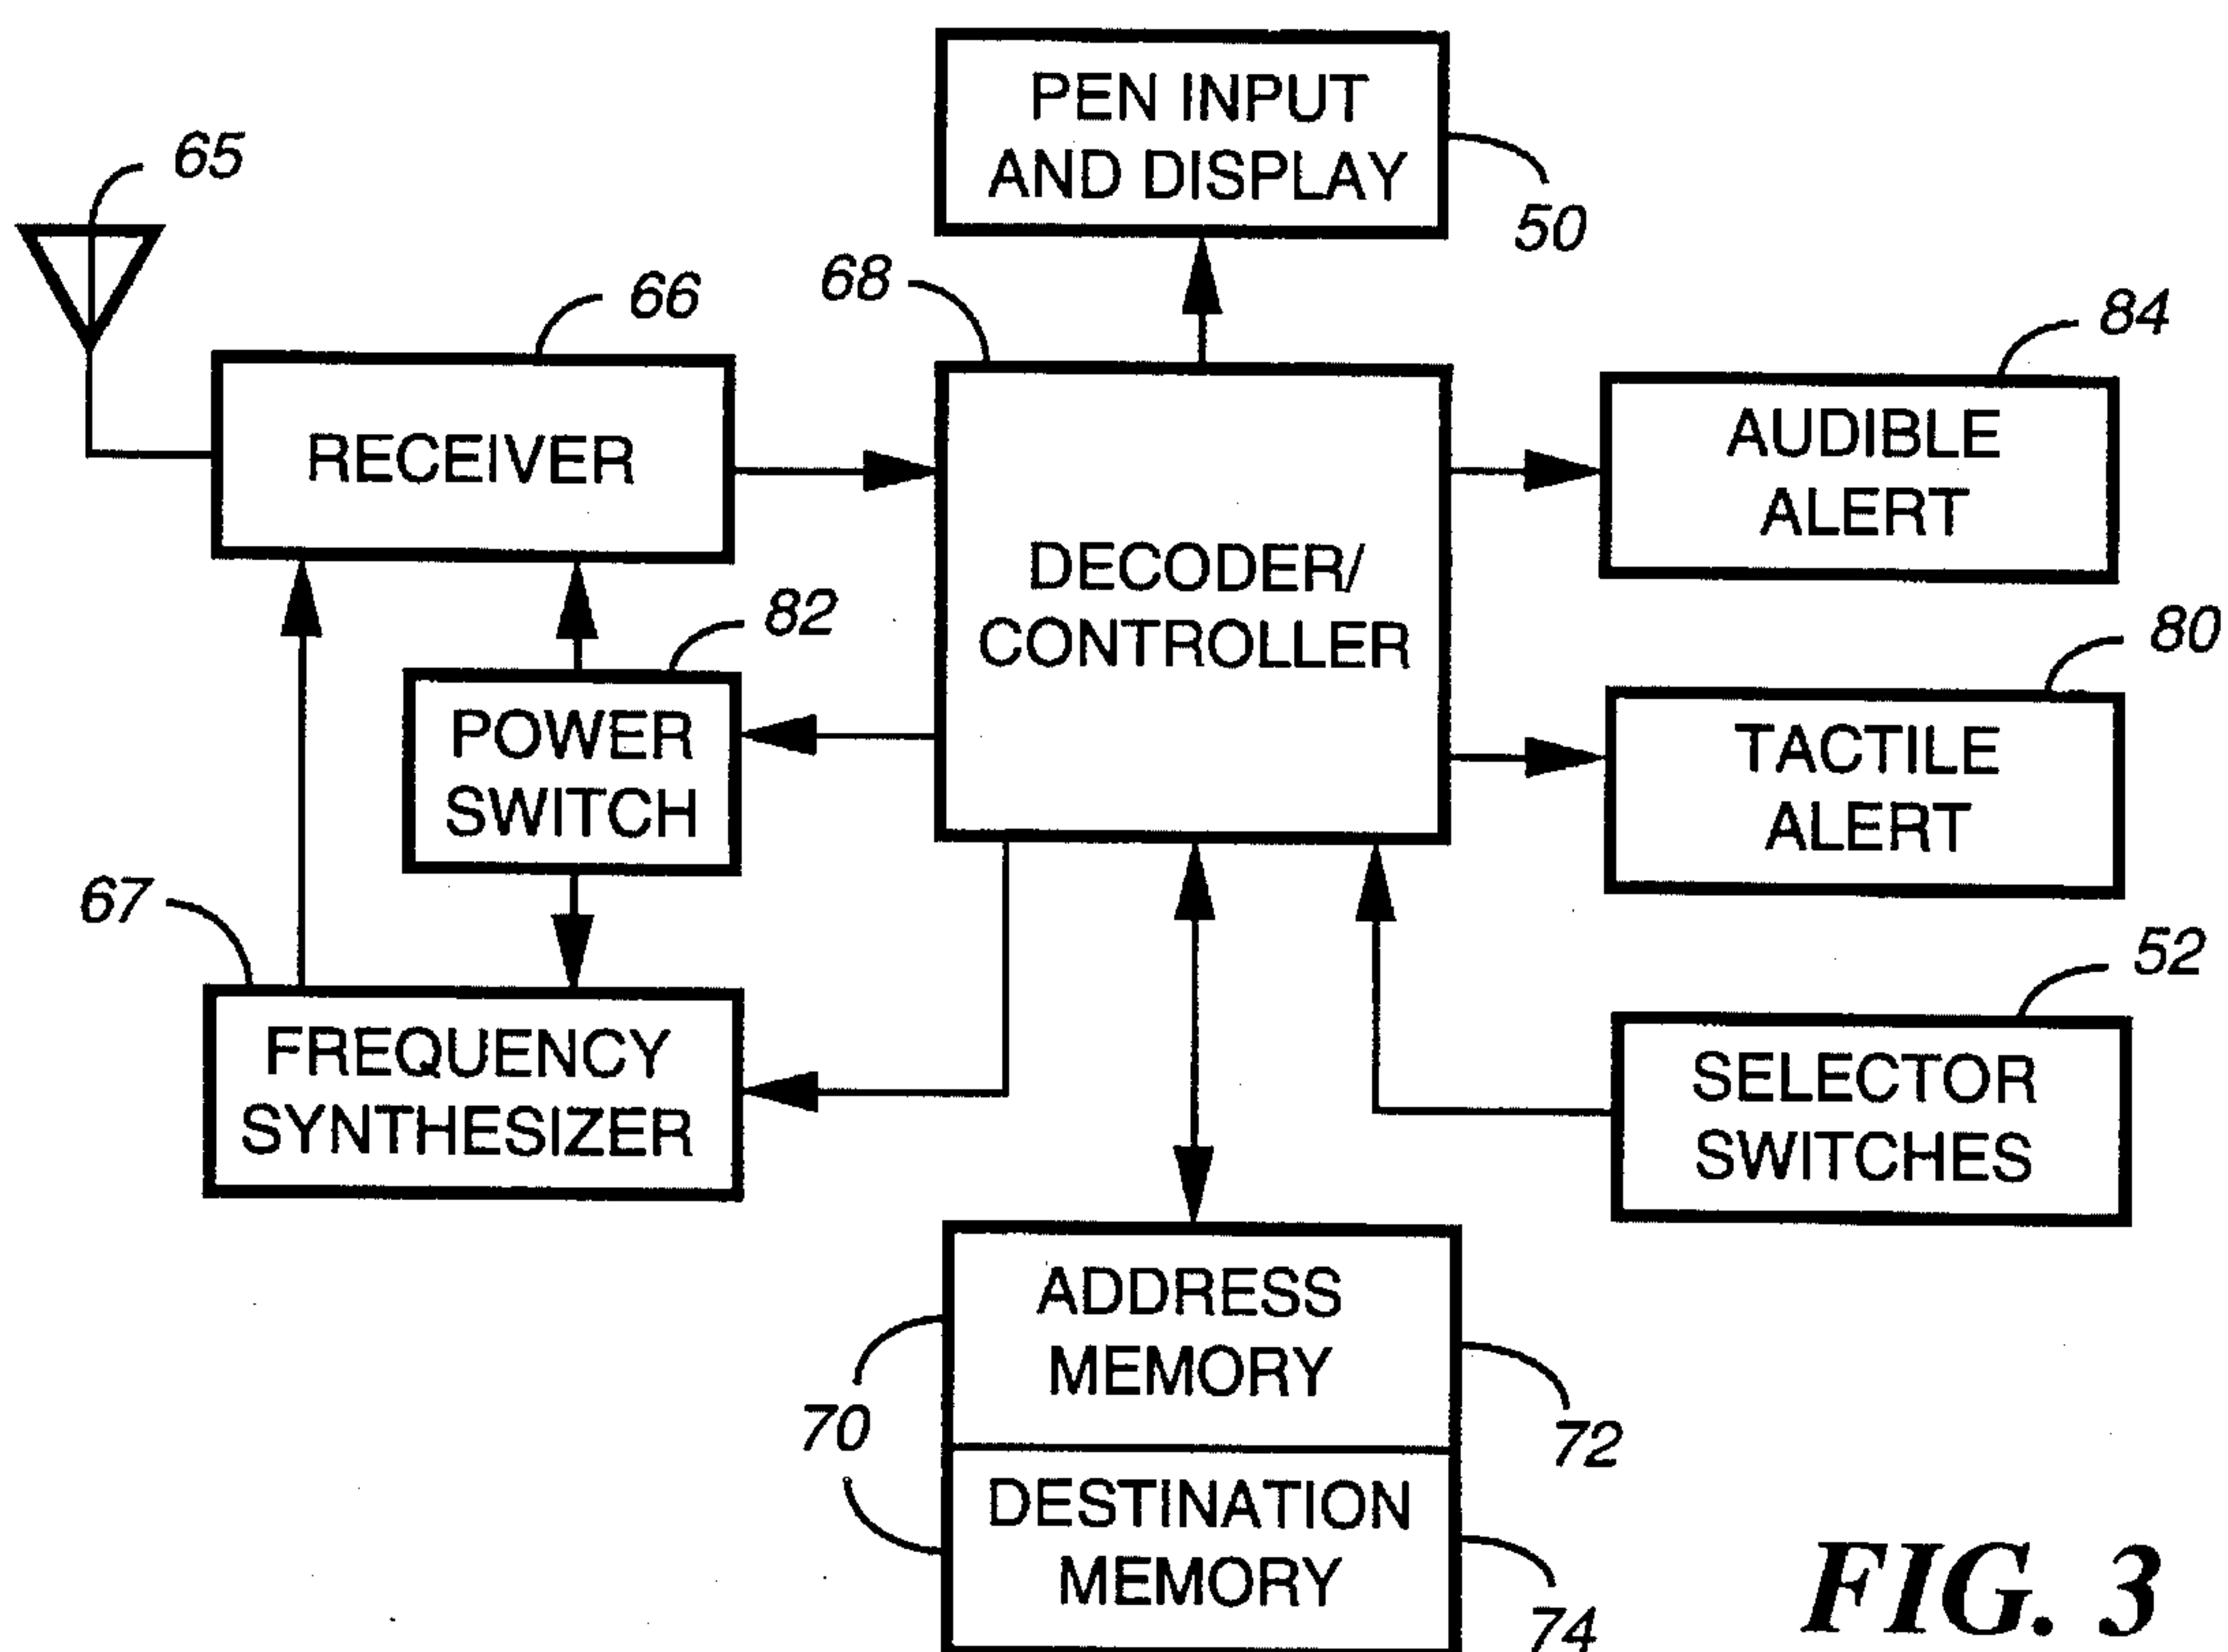 PEN INPUT
AND DISPLAY
50
65
66
68
84
RECEIVER
AUDIBLE
ALERT
DECODER/
CONTROLLER
82
80
POWER
SWITCH
TACTILE
ALERT
67
52
FREQUENCY
SYNTHESIZER
SELECTOR
SWITCHES
ADDRESS
MEMORY
70
72
DESTINATION
MEMORY
74
FIG. 3